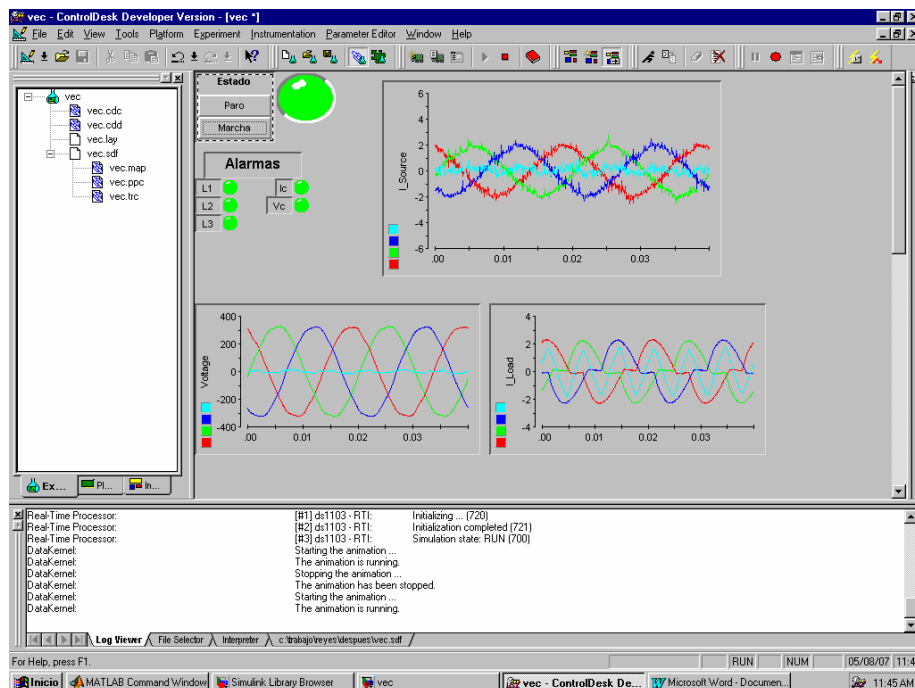 vec - ControlDesk Developer Version - [vec *]
File Edit View Tools Platform Experiment Instrumentation Parameter Editor Window Help
vec
vec.cdc
vec.cdd
vec.lay
vec.sdf
vec.map
vec.ppc
vec.trc
Ex... Pl... In...
Estado
Paro
Marcha
Alarmas
L1 Ic
L2 Vc
L3
I_Source
6
4
2
0
-2
-4
-6
.00 0.01 0.02 0.03
Voltage
400
200
0
-200
-400
.00 0.01 0.02 0.03
I_Load
4
2
0
-2
-4
.00 0.01 0.02 0.03
Real-Time Processor: [#1] ds1103 - RTI: Initializing ... (720)
Real-Time Processor: [#2] ds1103 - RTI: Initialization completed (721)
Real-Time Processor: [#3] ds1103 - RTI: Simulation state: RUN (700)
DataKernel: Starting the animation ...
DataKernel: The animation is running.
DataKernel: Stopping the animation ...
DataKernel: The animation has been stopped.
DataKernel: Starting the animation ...
DataKernel: The animation is running.
Log Viewer File Selector Interpreter c:\trabajo\reyes\despues\vec.sdf
For Help, press F1. RUN NUM 05/08/07 11:4
Inicio MATLAB Command Window Simulink Library Browser vec vec - ControlDesk De... Microsoft Word - Documen... 11:45 AM